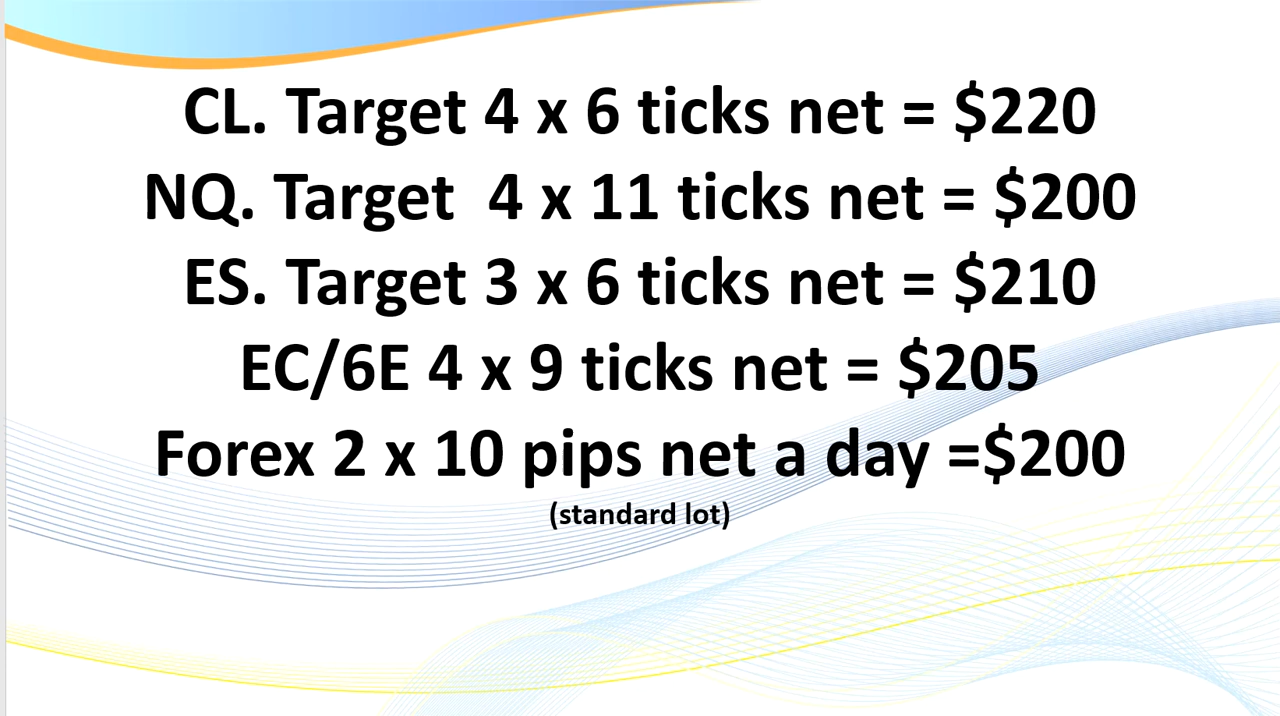 CL. Target 4 x 6 ticks net = $220
NQ. Target  4 x 11 ticks net = $200
ES. Target 3 x 6 ticks net = $210
EC/6E 4 x 9 ticks net = $205
Forex 2 x 10 pips net a day =$200
(standard lot)